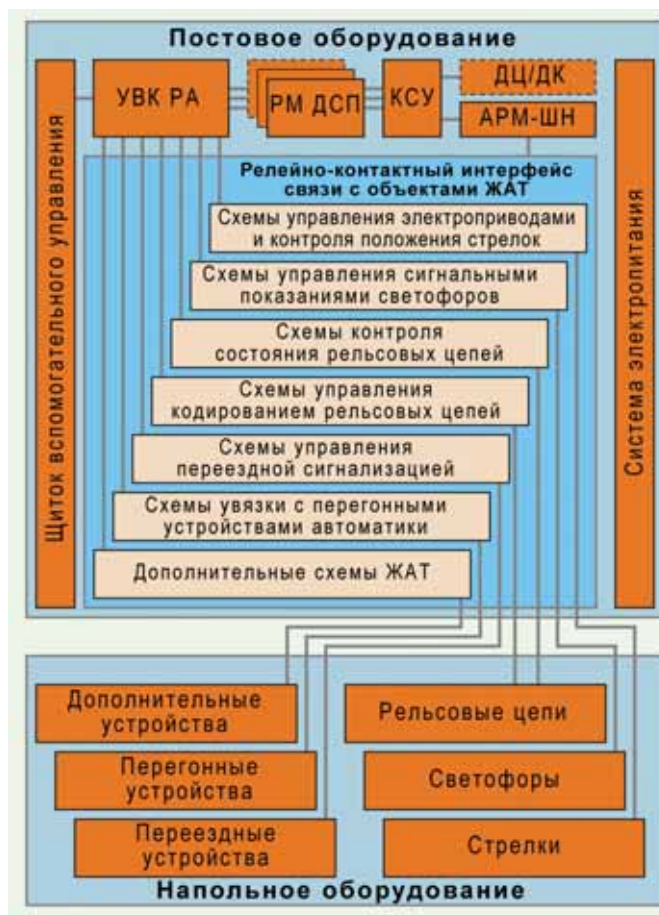 Постовое оборудование
УВК РА
РМ ДСП
КСУ
ДЦ/ДК
АРМ-ШН
Щиток вспомогательного управления
Система электропитания
Релейно-контактный интерфейс
связи с объектами ЖАТ
Схемы управления электроприводами
и контроля положения стрелок
Схемы управления сигнальными
показаниями светофоров
Схемы контроля
состояния рельсовых цепей
Схемы управления
кодированием рельсовых цепей
Схемы управления
переездной сигнализацией
Схемы увязки с перегонными
устройствами автоматики
Дополнительные схемы ЖАТ
Дополнительные
устройства
Рельсовые цепи
Перегонные
устройства
Светофоры
Переездные
устройства
Стрелки
Напольное оборудование